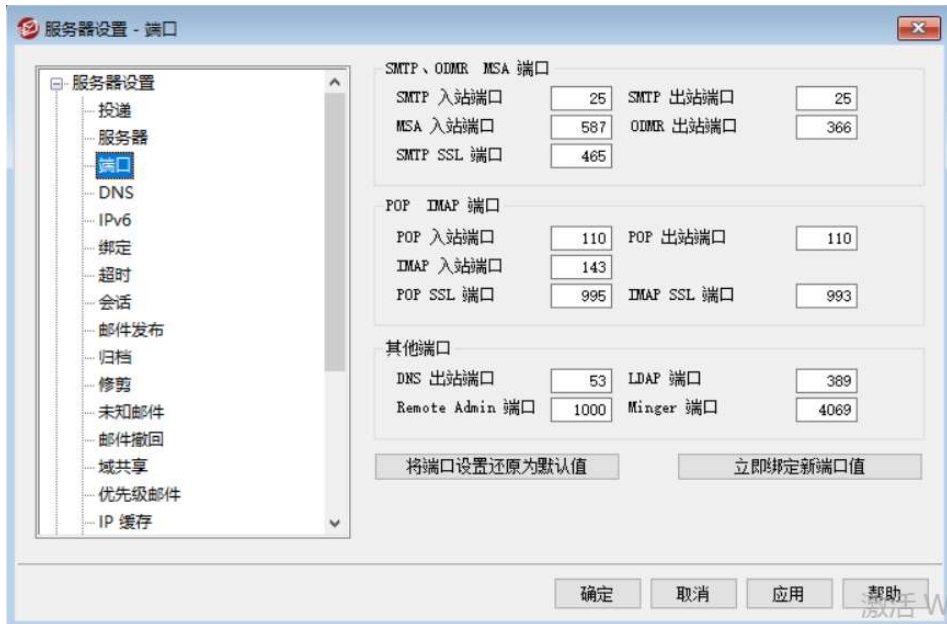 服务器设置 - 端口
服务器设置
投递
服务器
端口
DNS
IPv6
绑定
超时
会话
邮件发布
归档
修剪
未知邮件
邮件撤回
域共享
优先级邮件
IP 缓存
SMTP、ODMR MSA 端口
SMTP 入站端口 25 SMTP 出站端口 25
MSA 入站端口 587 ODMR 出站端口 366
SMTP SSL 端口 465
POP IMAP 端口
POP 入站端口 110 POP 出站端口 110
IMAP 入站端口 143
POP SSL 端口 995 IMAP SSL 端口 993
其他端口
DNS 出站端口 53 LDAP 端口 389
Remote Admin 端口 1000 Minger 端口 4069
将端口设置还原为默认值 立即绑定新端口值
确定 取消 应用 帮助
激活 W